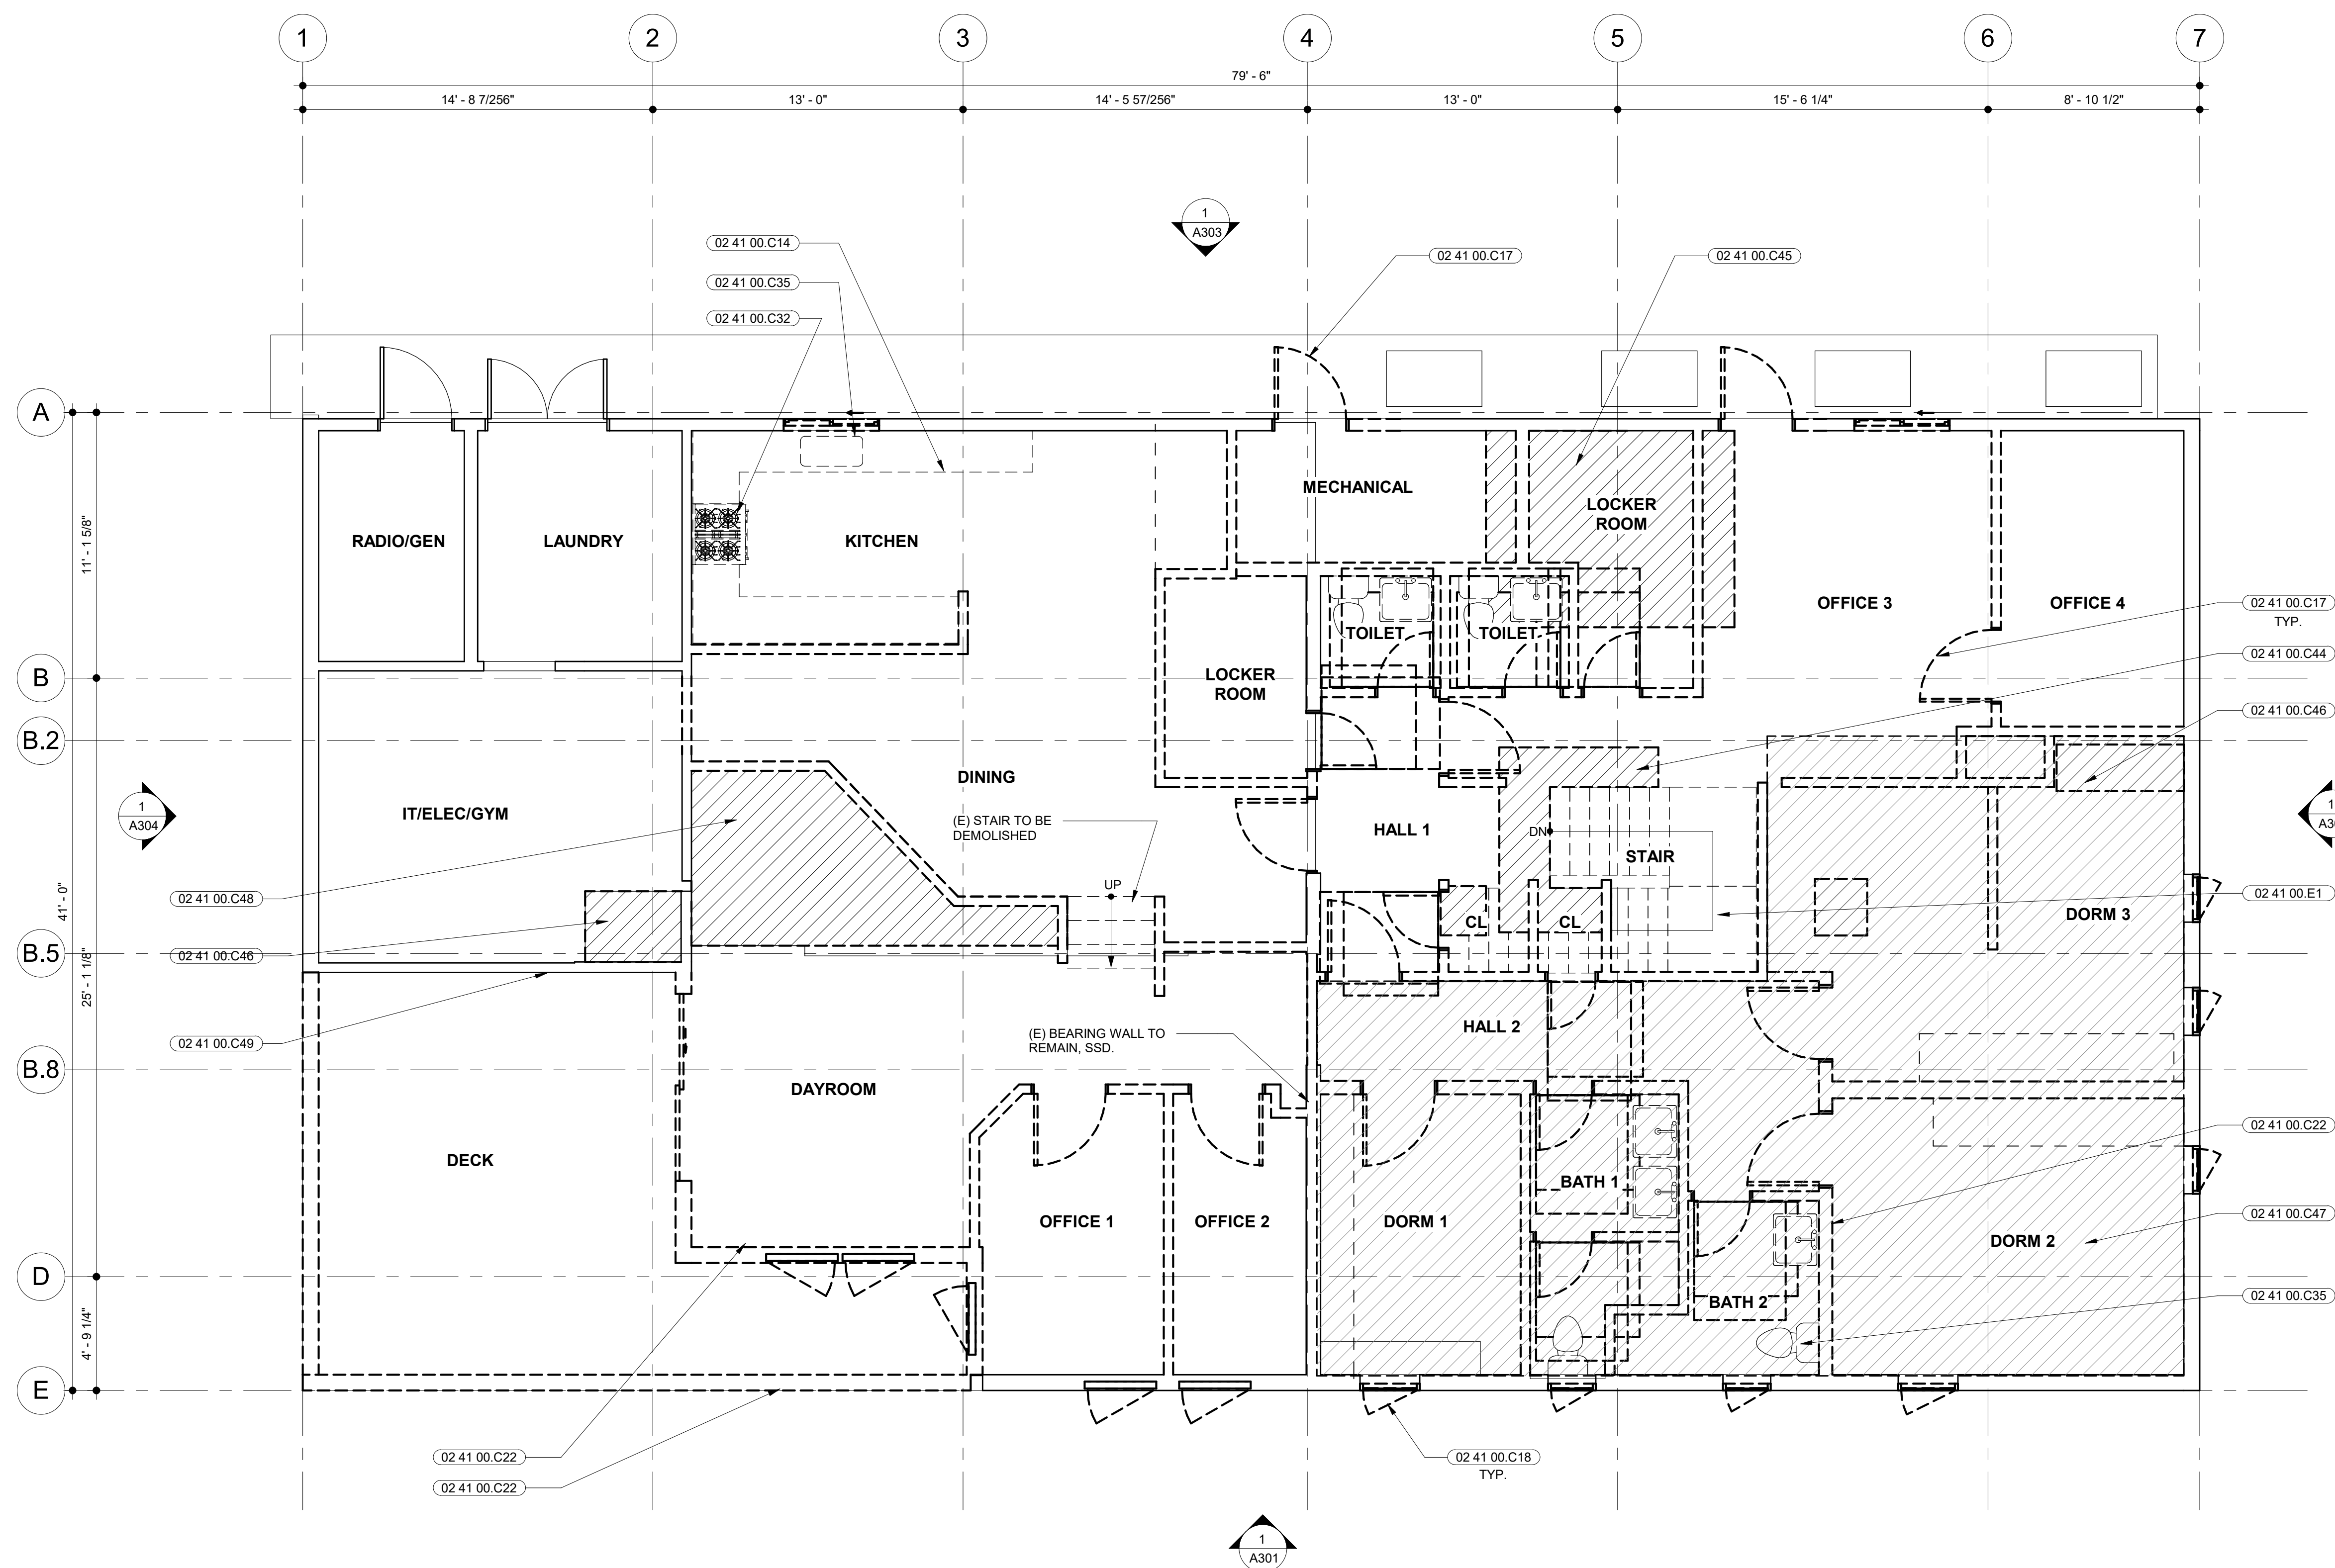 1
2
3
4
5
6
7
79' - 6"
14' - 8 7/256"
13' - 0"
14' - 5 57/256"
13' - 0"
15' - 6 1/4"
8' - 10 1/2"
1
A303
02 41 00.C14
02 41 00.C35
02 41 00.C32
02 41 00.C17
02 41 00.C45
A
B
B.2
B.5
B.8
D
E
11' - 1 5/8"
41' - 0"
25' - 1 1/8"
4' - 9 1/4"
RADIO/GEN
LAUNDRY
KITCHEN
MECHANICAL
LOCKER
ROOM
OFFICE 3
OFFICE 4
02 41 00.C17
TYP.
TOILET
TOILET
02 41 00.C44
LOCKER
ROOM
02 41 00.C46
DINING
1
A304
IT/ELEC/GYM
(E) STAIR TO BE
DEMOLISHED
HALL 1
DN
STAIR
1
UP
02 41 00.C48
02 41 00.E1
CL
CL
DORM 3
02 41 00.C46
02 41 00.C49
(E) BEARING WALL TO
REMAIN, SSD.
HALL 2
DAYROOM
02 41 00.C22
DECK
BATH 1
OFFICE 1
OFFICE 2
DORM 1
02 41 00.C47
DORM 2
BATH 2
02 41 00.C35
02 41 00.C22
02 41 00.C22
02 41 00.C18
TYP.
1
A301